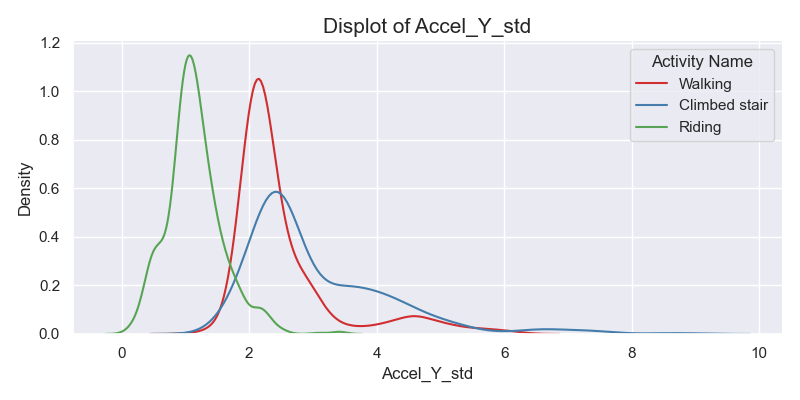 Displot of Accel_Y_std
1.2
1.0
0.8
0.6
0.4
0.2
0.0
Density
Activity Name
Walking
Climbed stair
Riding
0 2 4 6 8 10
Accel_Y_std